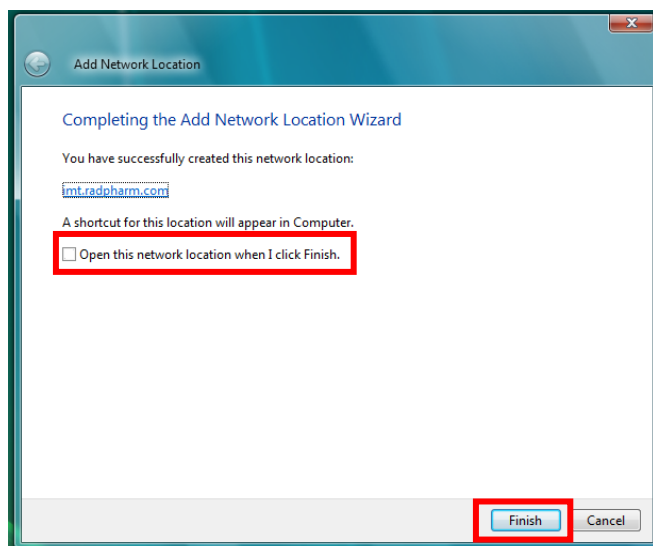 Add Network Location
Completing the Add Network Location Wizard
You have successfully created this network location:
imt.radpharm.com
A shortcut for this location will appear in Computer.
Open this network location when I click Finish.
Finish
Cancel